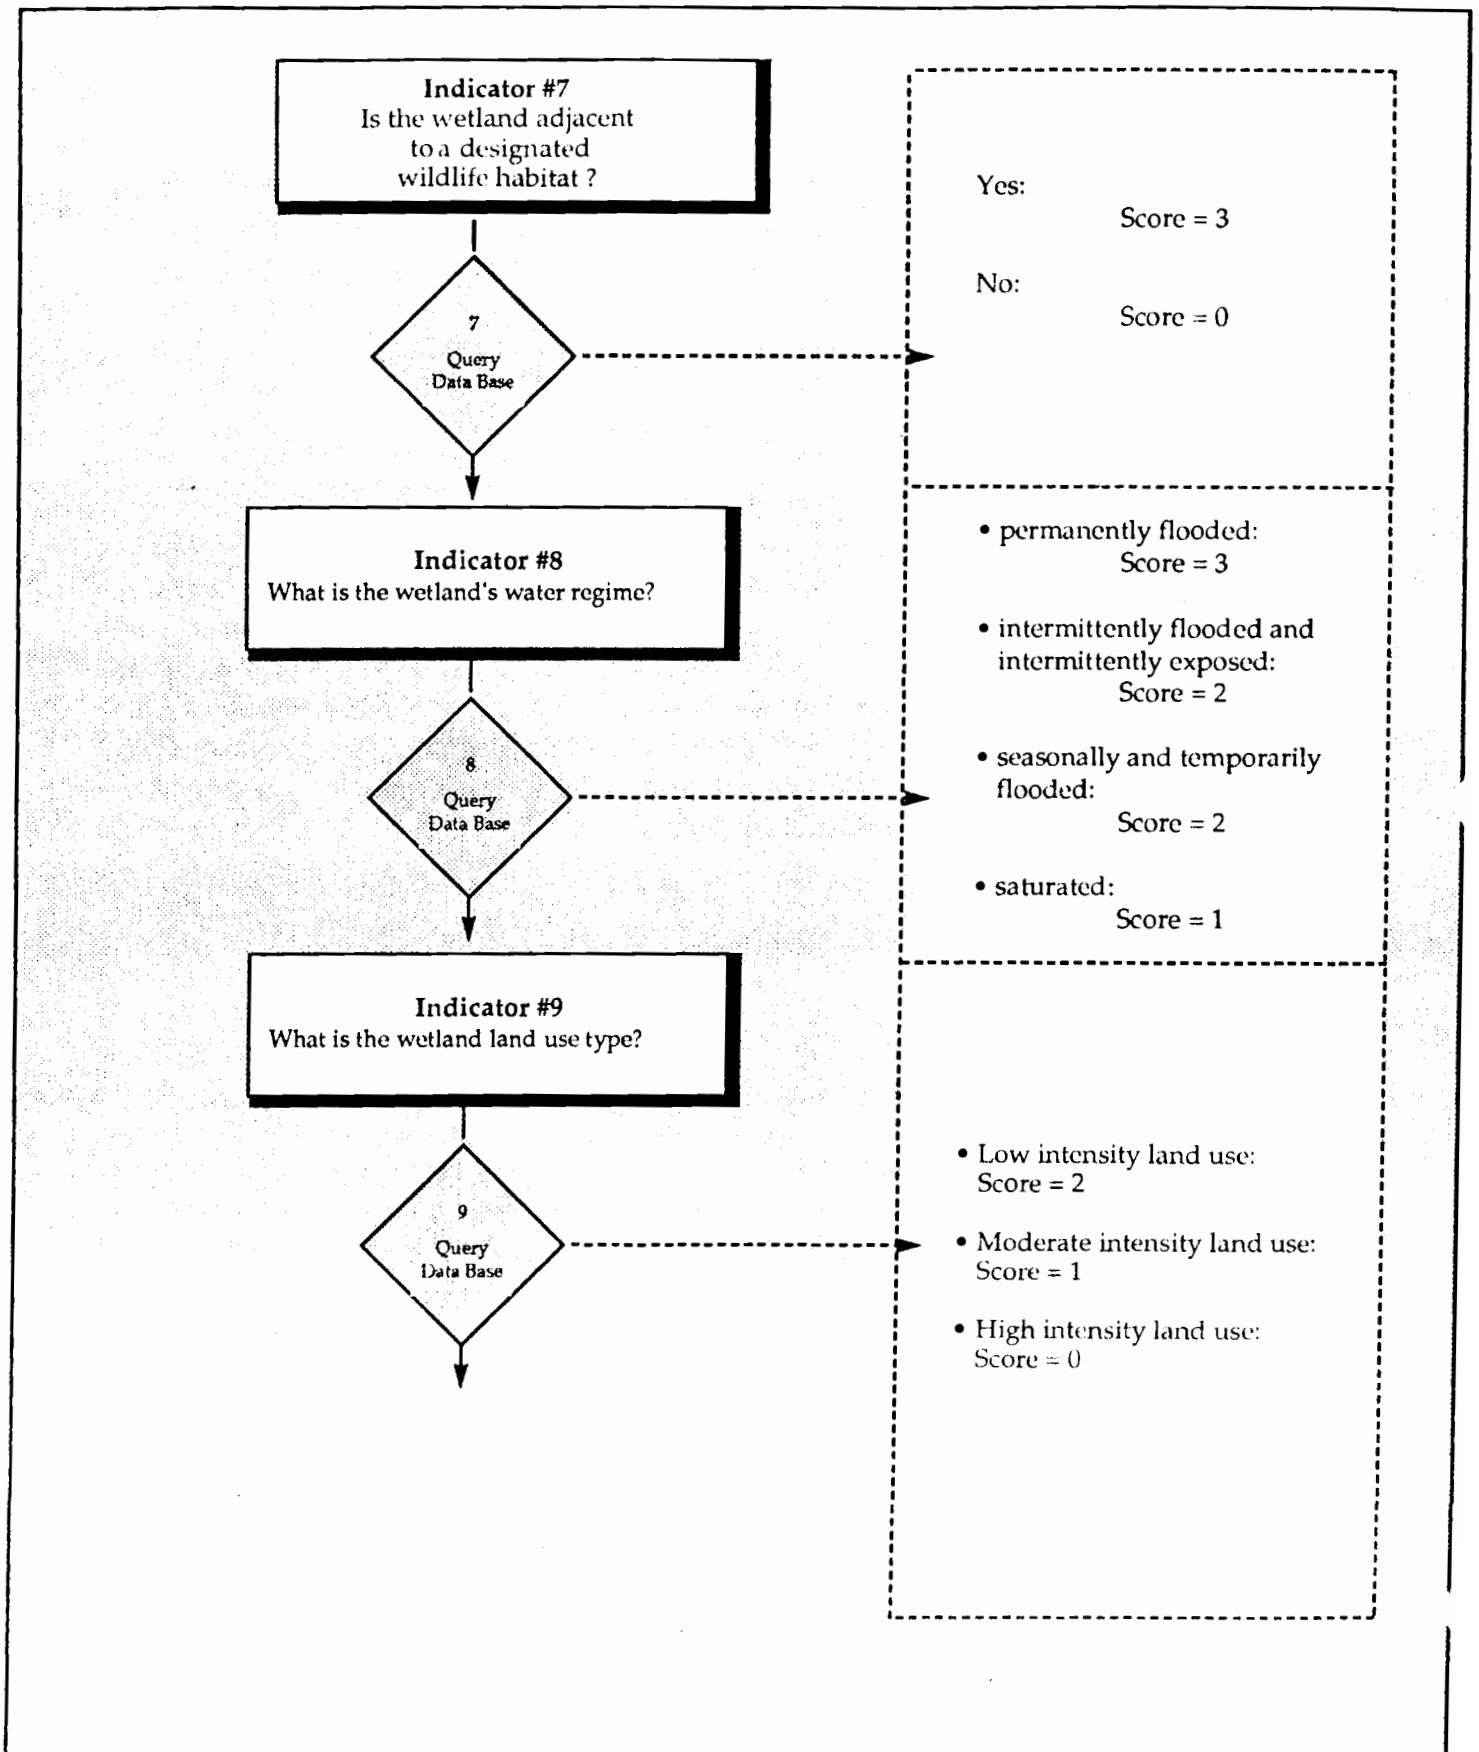 Indicator #7
Is the wetland adjacent
to a designated
wildlife habitat ?
Yes:
Score = 3
No:
Score = 0
7
Query
Data Base
Indicator #8
What is the wetland's water regime?
• permanently flooded:
Score = 3
• intermittently flooded and
intermittently exposed:
Score = 2
• seasonally and temporarily
flooded:
Score = 2
• saturated:
Score = 1
8
Query
Data Base
Indicator #9
What is the wetland land use type?
9
Query
Data Base
• Low intensity land use:
Score = 2
• Moderate intensity land use:
Score = 1
• High intensity land use:
Score = 0